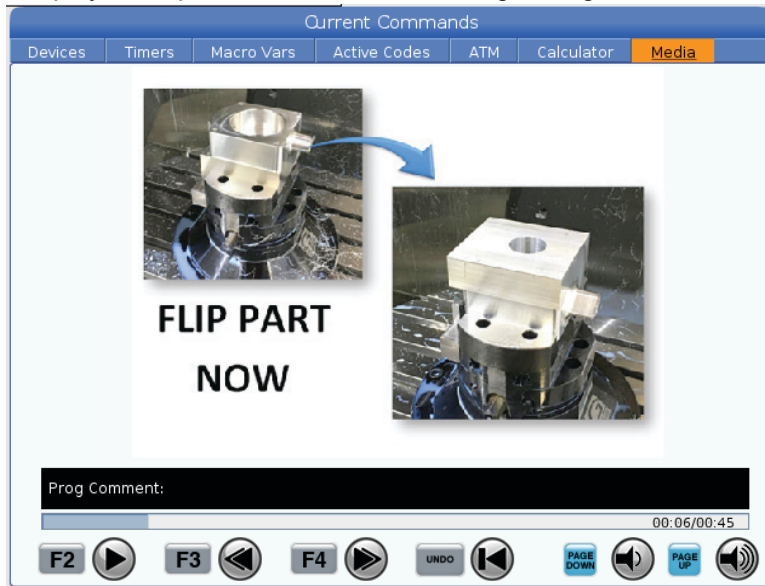 Current Commands
Devices Timers Macro Vars Active Codes ATM Calculator Media
FLIP PART
NOW
Prog Comment:
00:06/00:45
F2 F3 F4 UNDO PAGE DOWN PAGE UP